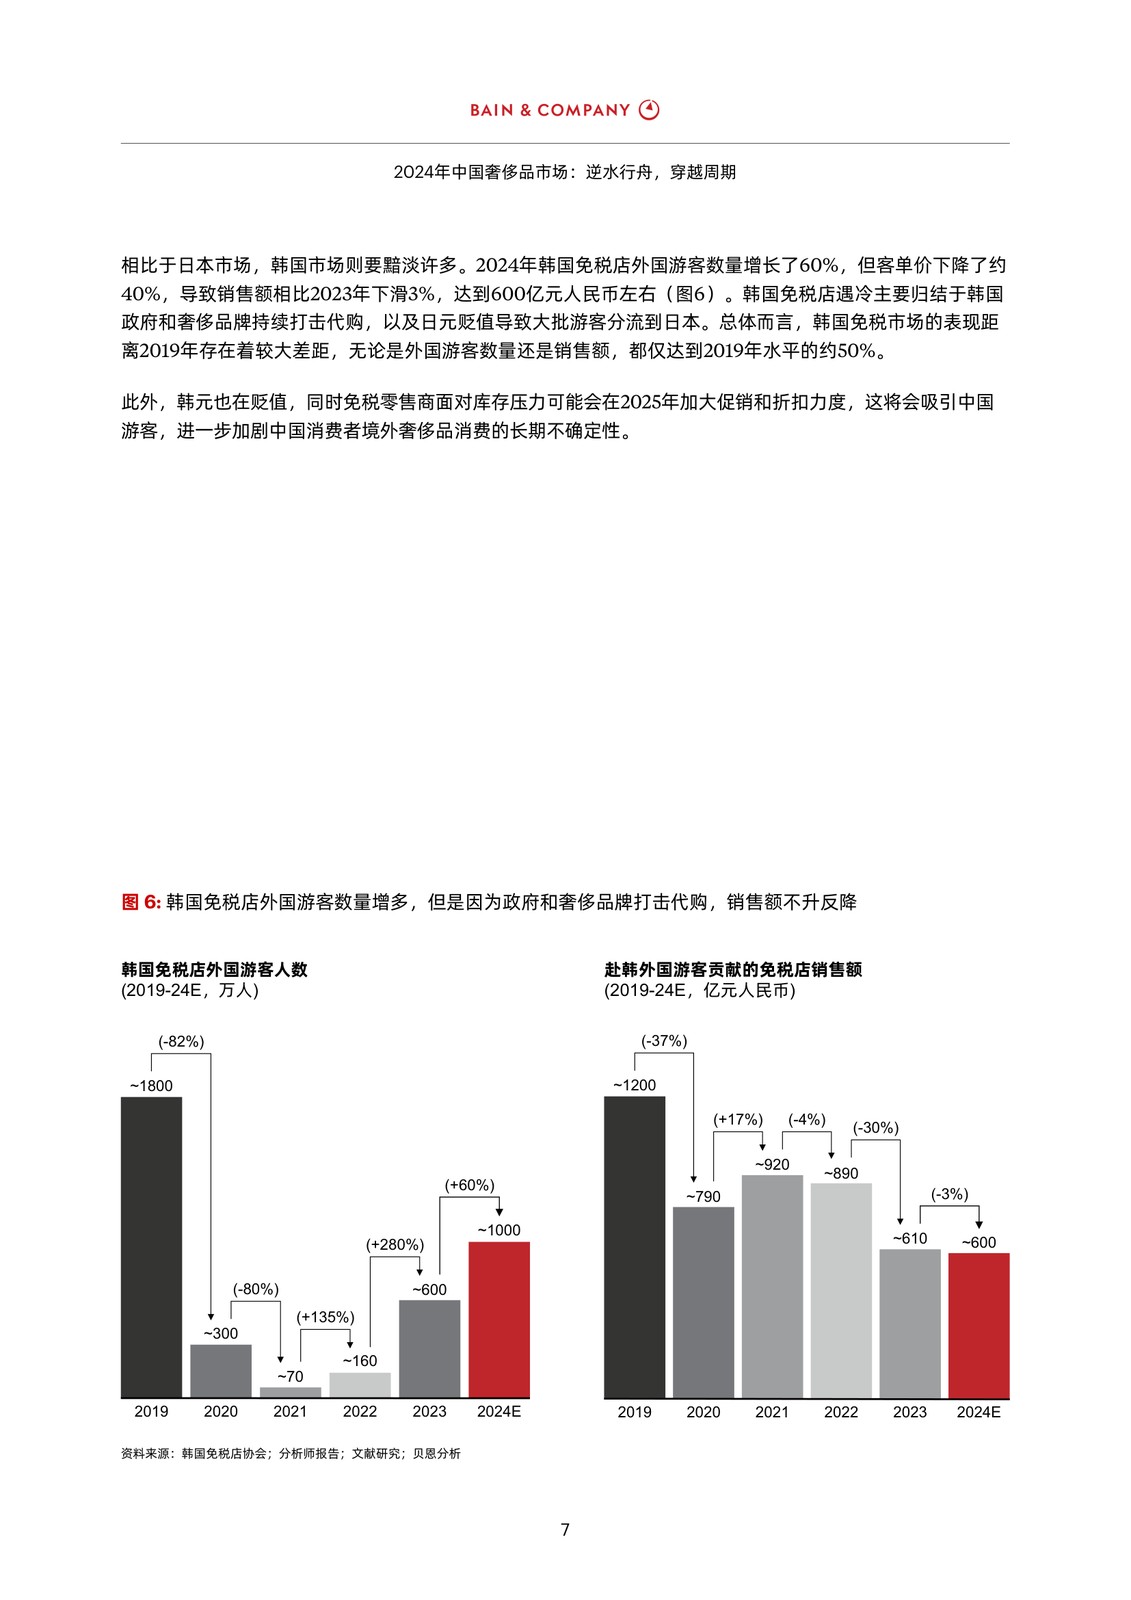 BAIN & COMPANY
2024年中国奢侈品市场：逆水行舟，穿越周期
相比于日本市场，韩国市场则要黯淡许多。2024年韩国免税店外国游客数量增长了60%，但客单价下降了约
40%，导致销售额相比2023年下滑3%，达到600亿元人民币左右（图6）。韩国免税店遇冷主要归结于韩国
政府和奢侈品牌持续打击代购，以及日元贬值导致大批游客分流到日本。总体而言，韩国免税市场的表现距
离2019年存在着较大差距，无论是外国游客数量还是销售额，都仅达到2019年水平的约50%。
此外，韩元也在贬值，同时免税零售商面对库存压力可能会在2025年加大促销和折扣力度，这将会吸引中国
游客，进一步加剧中国消费者境外奢侈品消费的长期不确定性。
图 6: 韩国免税店外国游客数量增多，但是因为政府和奢侈品牌打击代购，销售额不升反降
韩国免税店外国游客人数
(2019-24E，万人)
(-82%)
~1800
(+60%)
~1000
(+280%)
~600
(-80%)
(+135%)
~300
~160
~70
2019 2020 2021 2022 2023 2024E
赴韩外国游客贡献的免税店销售额
(2019-24E，亿元人民币)
(-37%)
~1200
(+17%) (-4%) (-30%)
~920
~890
~790
(-3%)
~610 ~600
2019 2020 2021 2022 2023 2024E
资料来源：韩国免税店协会；分析师报告；文献研究；贝恩分析
7